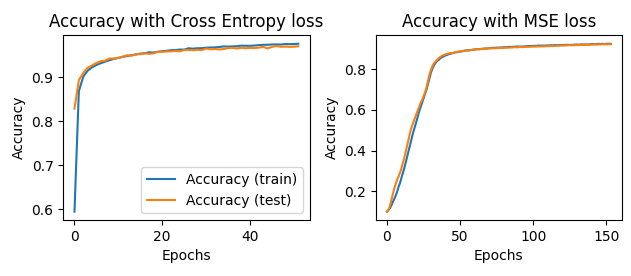 Accuracy with Cross Entropy loss
Accuracy
0.9
0.8
0.7
0.6
0
20
40
Epochs
Accuracy (train)
Accuracy (test)
Accuracy with MSE loss
Accuracy
0.8
0.6
0.4
0.2
0
50
100
150
Epochs